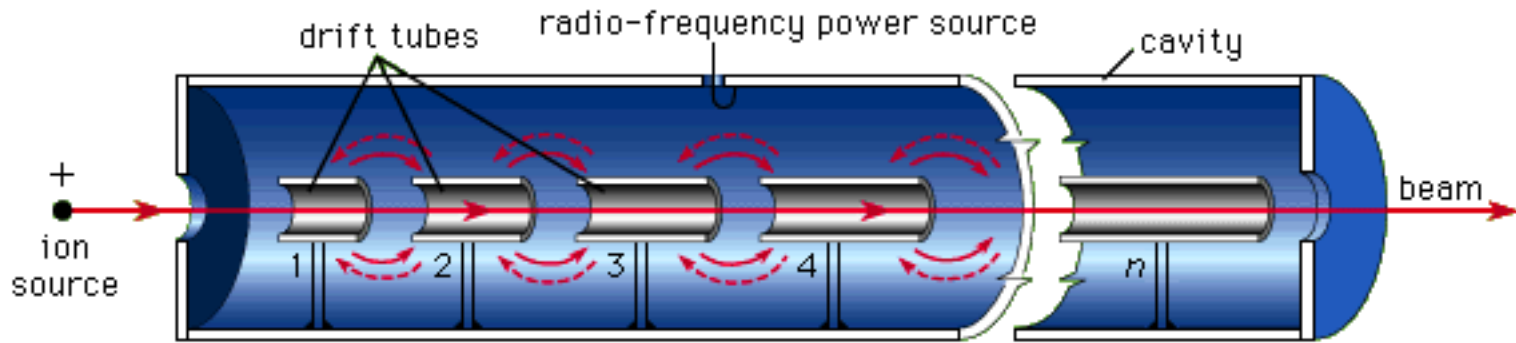 radio-frequency power source
drift tubes
cavity
+
ion
source
beam
1
2
3
4
n